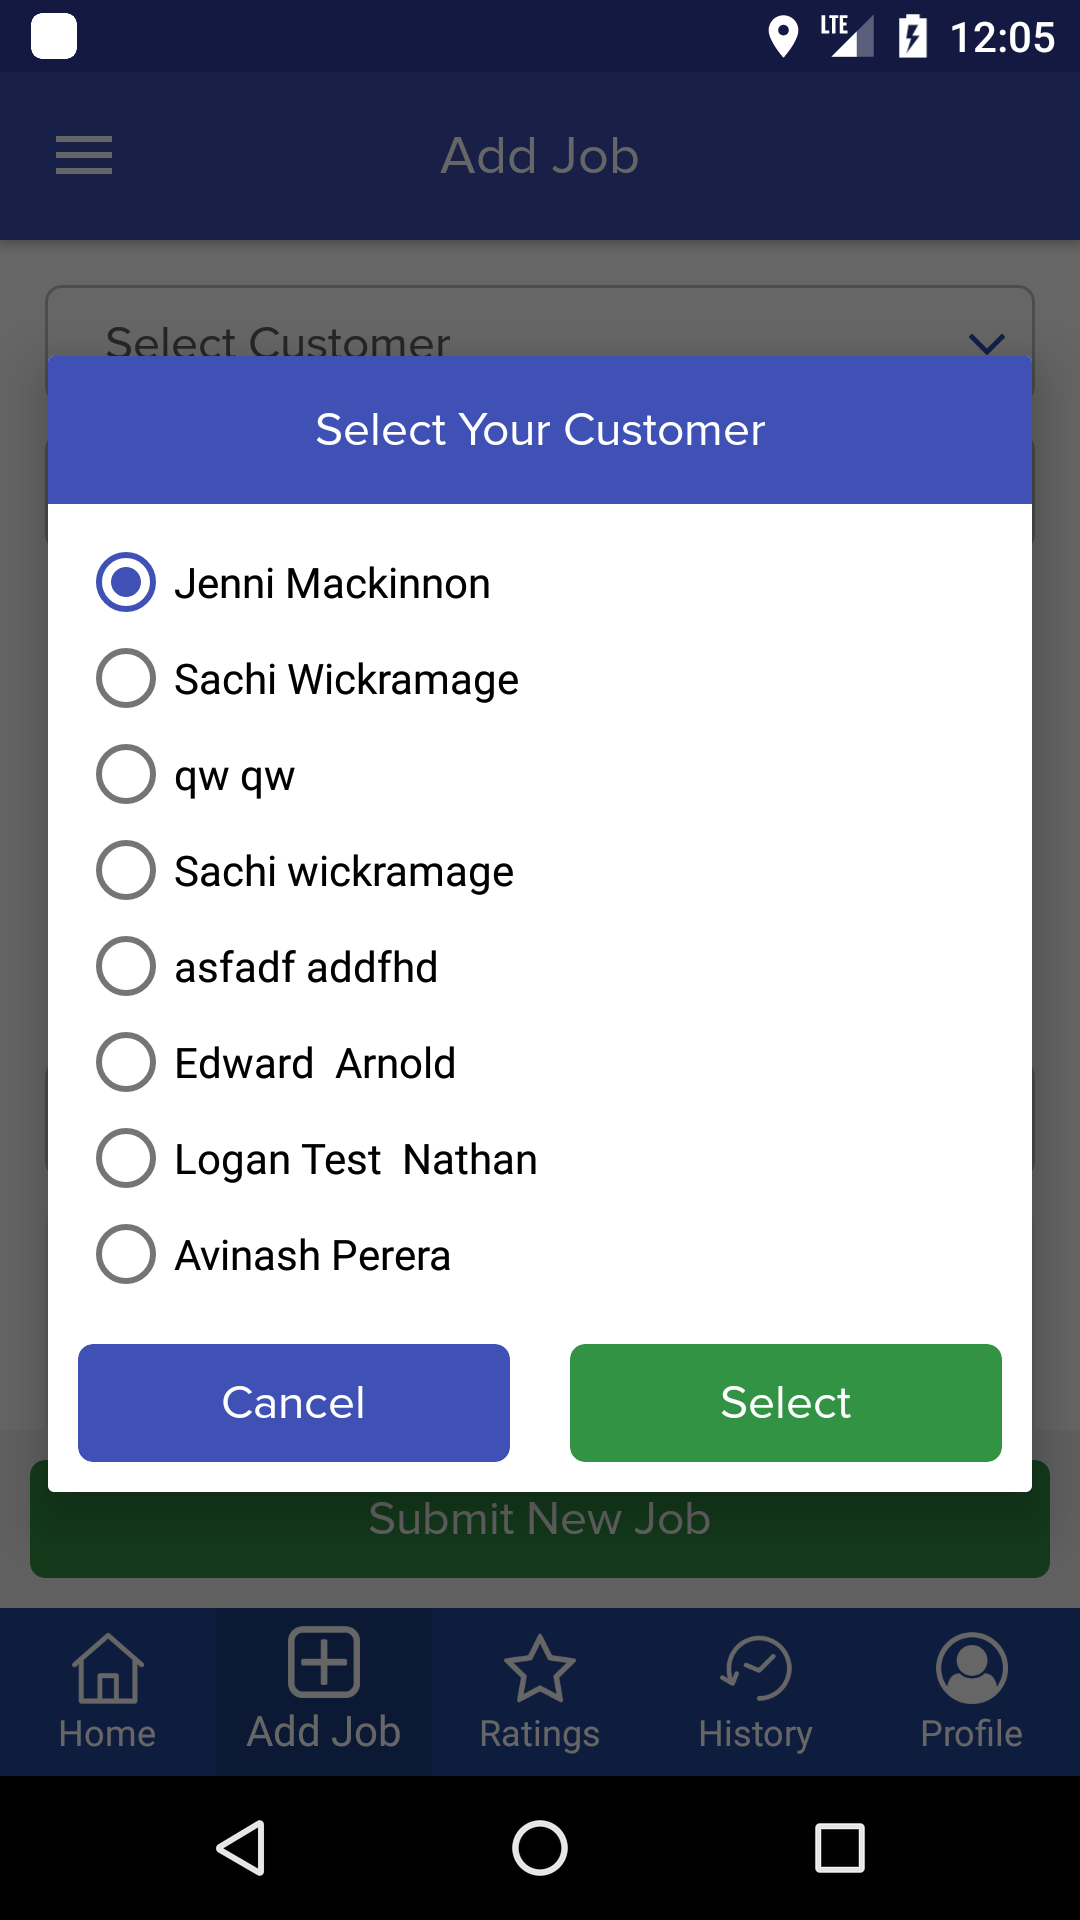 LTE 12:05
Add Job
Select Customer
Select Your Customer
Jenni Mackinnon
Sachi Wickramage
qw qw
Sachi wickramage
asfadf addfhd
Edward  Arnold
Logan Test  Nathan
Avinash Perera
Cancel Select
Submit New Job
Home Add Job Ratings History Profile